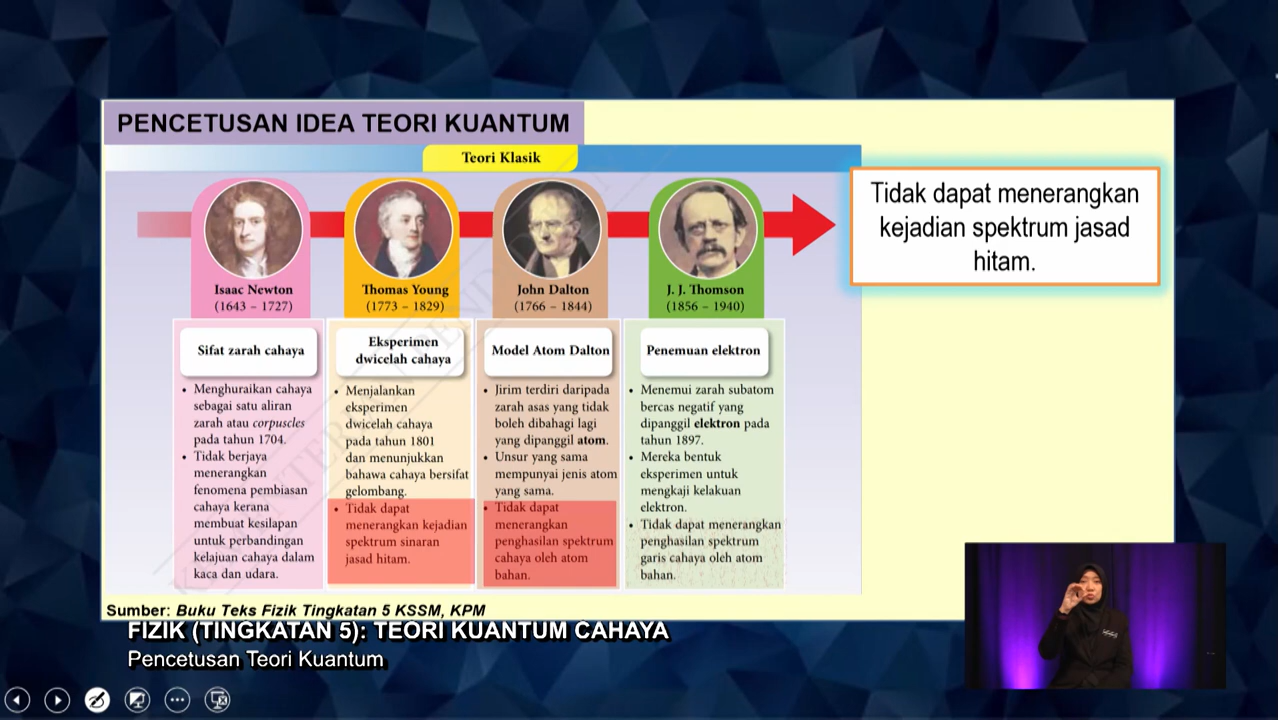 PENCETUSAN IDEA TEORI KUANTUM
Teori Klasik
Tidak dapat menerangkan
kejadian spektrum jasad
hitam.
Isaac Newton
(1643 – 1727)
Sifat zarah cahaya
• Menghuraikan cahaya
sebagai satu aliran
zarah atau corpuscles
pada tahun 1704.
• Tidak berjaya
menerangkan
fenomena pembiasan
cahaya kerana
membuat kesilapan
untuk perbandingan
kelajuan cahaya dalam
kaca dan udara.
Thomas Young
(1773 – 1829)
Eksperimen
dwicelah cahaya
• Menjalankan
eksperimen
dwicelah cahaya
pada tahun 1801
dan menunjukkan
bahawa cahaya bersifat
gelombang.
• Tidak dapat
menerangkan kejadian
spektrum sinaran
jasad hitam.
John Dalton
(1766 – 1844)
Model Atom Dalton
• Jirim terdiri daripada
zarah asas yang tidak
boleh dibahagi lagi
yang dipanggil atom.
• Unsur yang sama
mempunyai jenis atom
yang sama.
• Tidak dapat
menerangkan
penghasilan spektrum
cahaya oleh atom
bahan.
J. J. Thomson
(1856 – 1940)
Penemuan elektron
• Menemui zarah subatom
bercas negatif yang
dipanggil elektron pada
tahun 1897.
• Mereka bentuk
eksperimen untuk
mengkaji kelakuan
elektron.
• Tidak dapat menerangkan
penghasilan spektrum
garis cahaya oleh atom
bahan.
Sumber: Buku Teks Fizik Tingkatan 5 KSSM, KPM
FIZIK (TINGKATAN 5): TEORI KUANTUM CAHAYA
Pencetusan Teori Kuantum